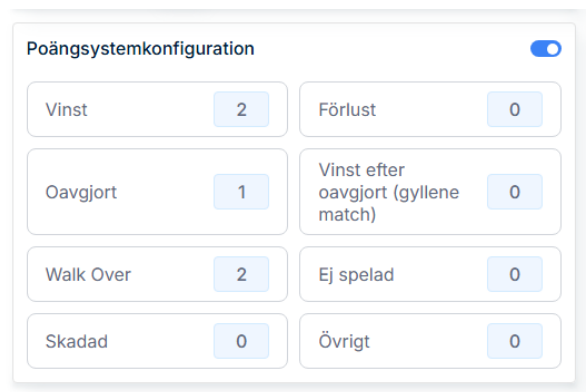 Poängsystemkonfiguration
Vinst 2
Förlust 0
Oavgjort 1
Vinst efter
oavgjort (gyllene
match)
0
Walk Over 2
Ej spelad 0
Skadad 0
Övrigt 0